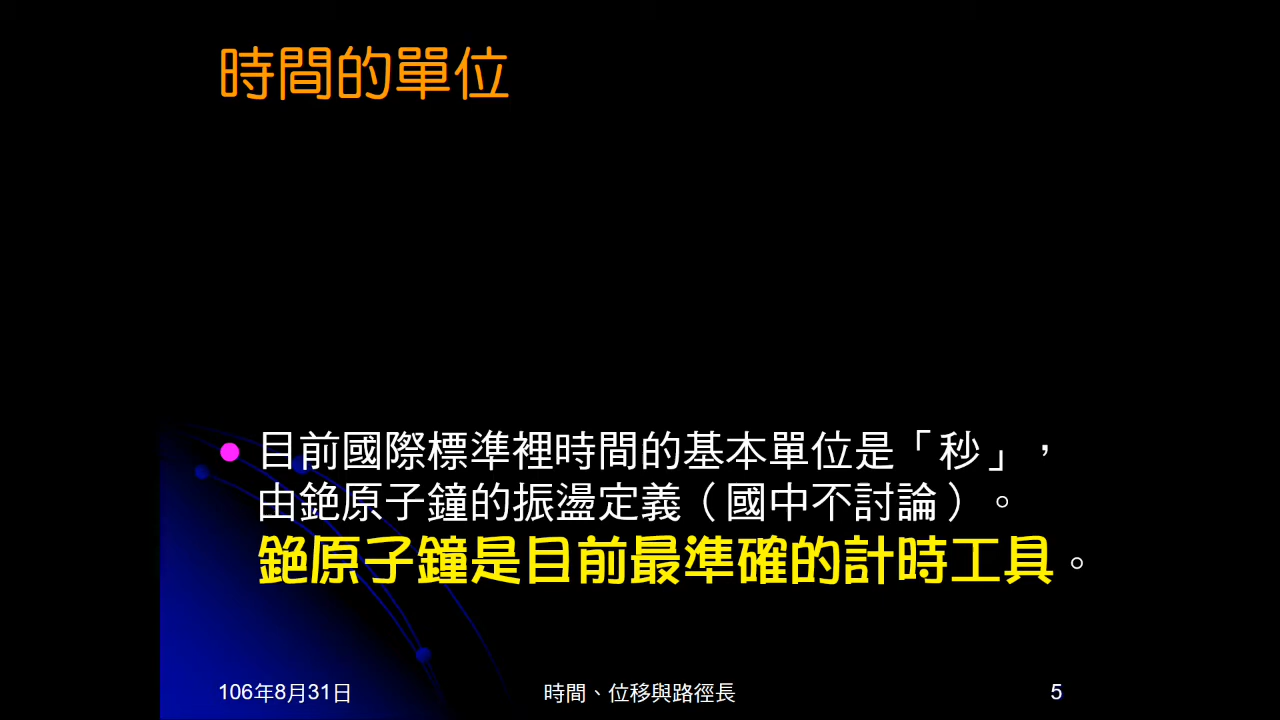 時間的單位
目前國際標準裡時間的基本單位是「秒」，
由銫原子鐘的振盪定義（國中不討論）。
銫原子鐘是目前最準確的計時工具。
106年8月31日
時間、位移與路徑長
5